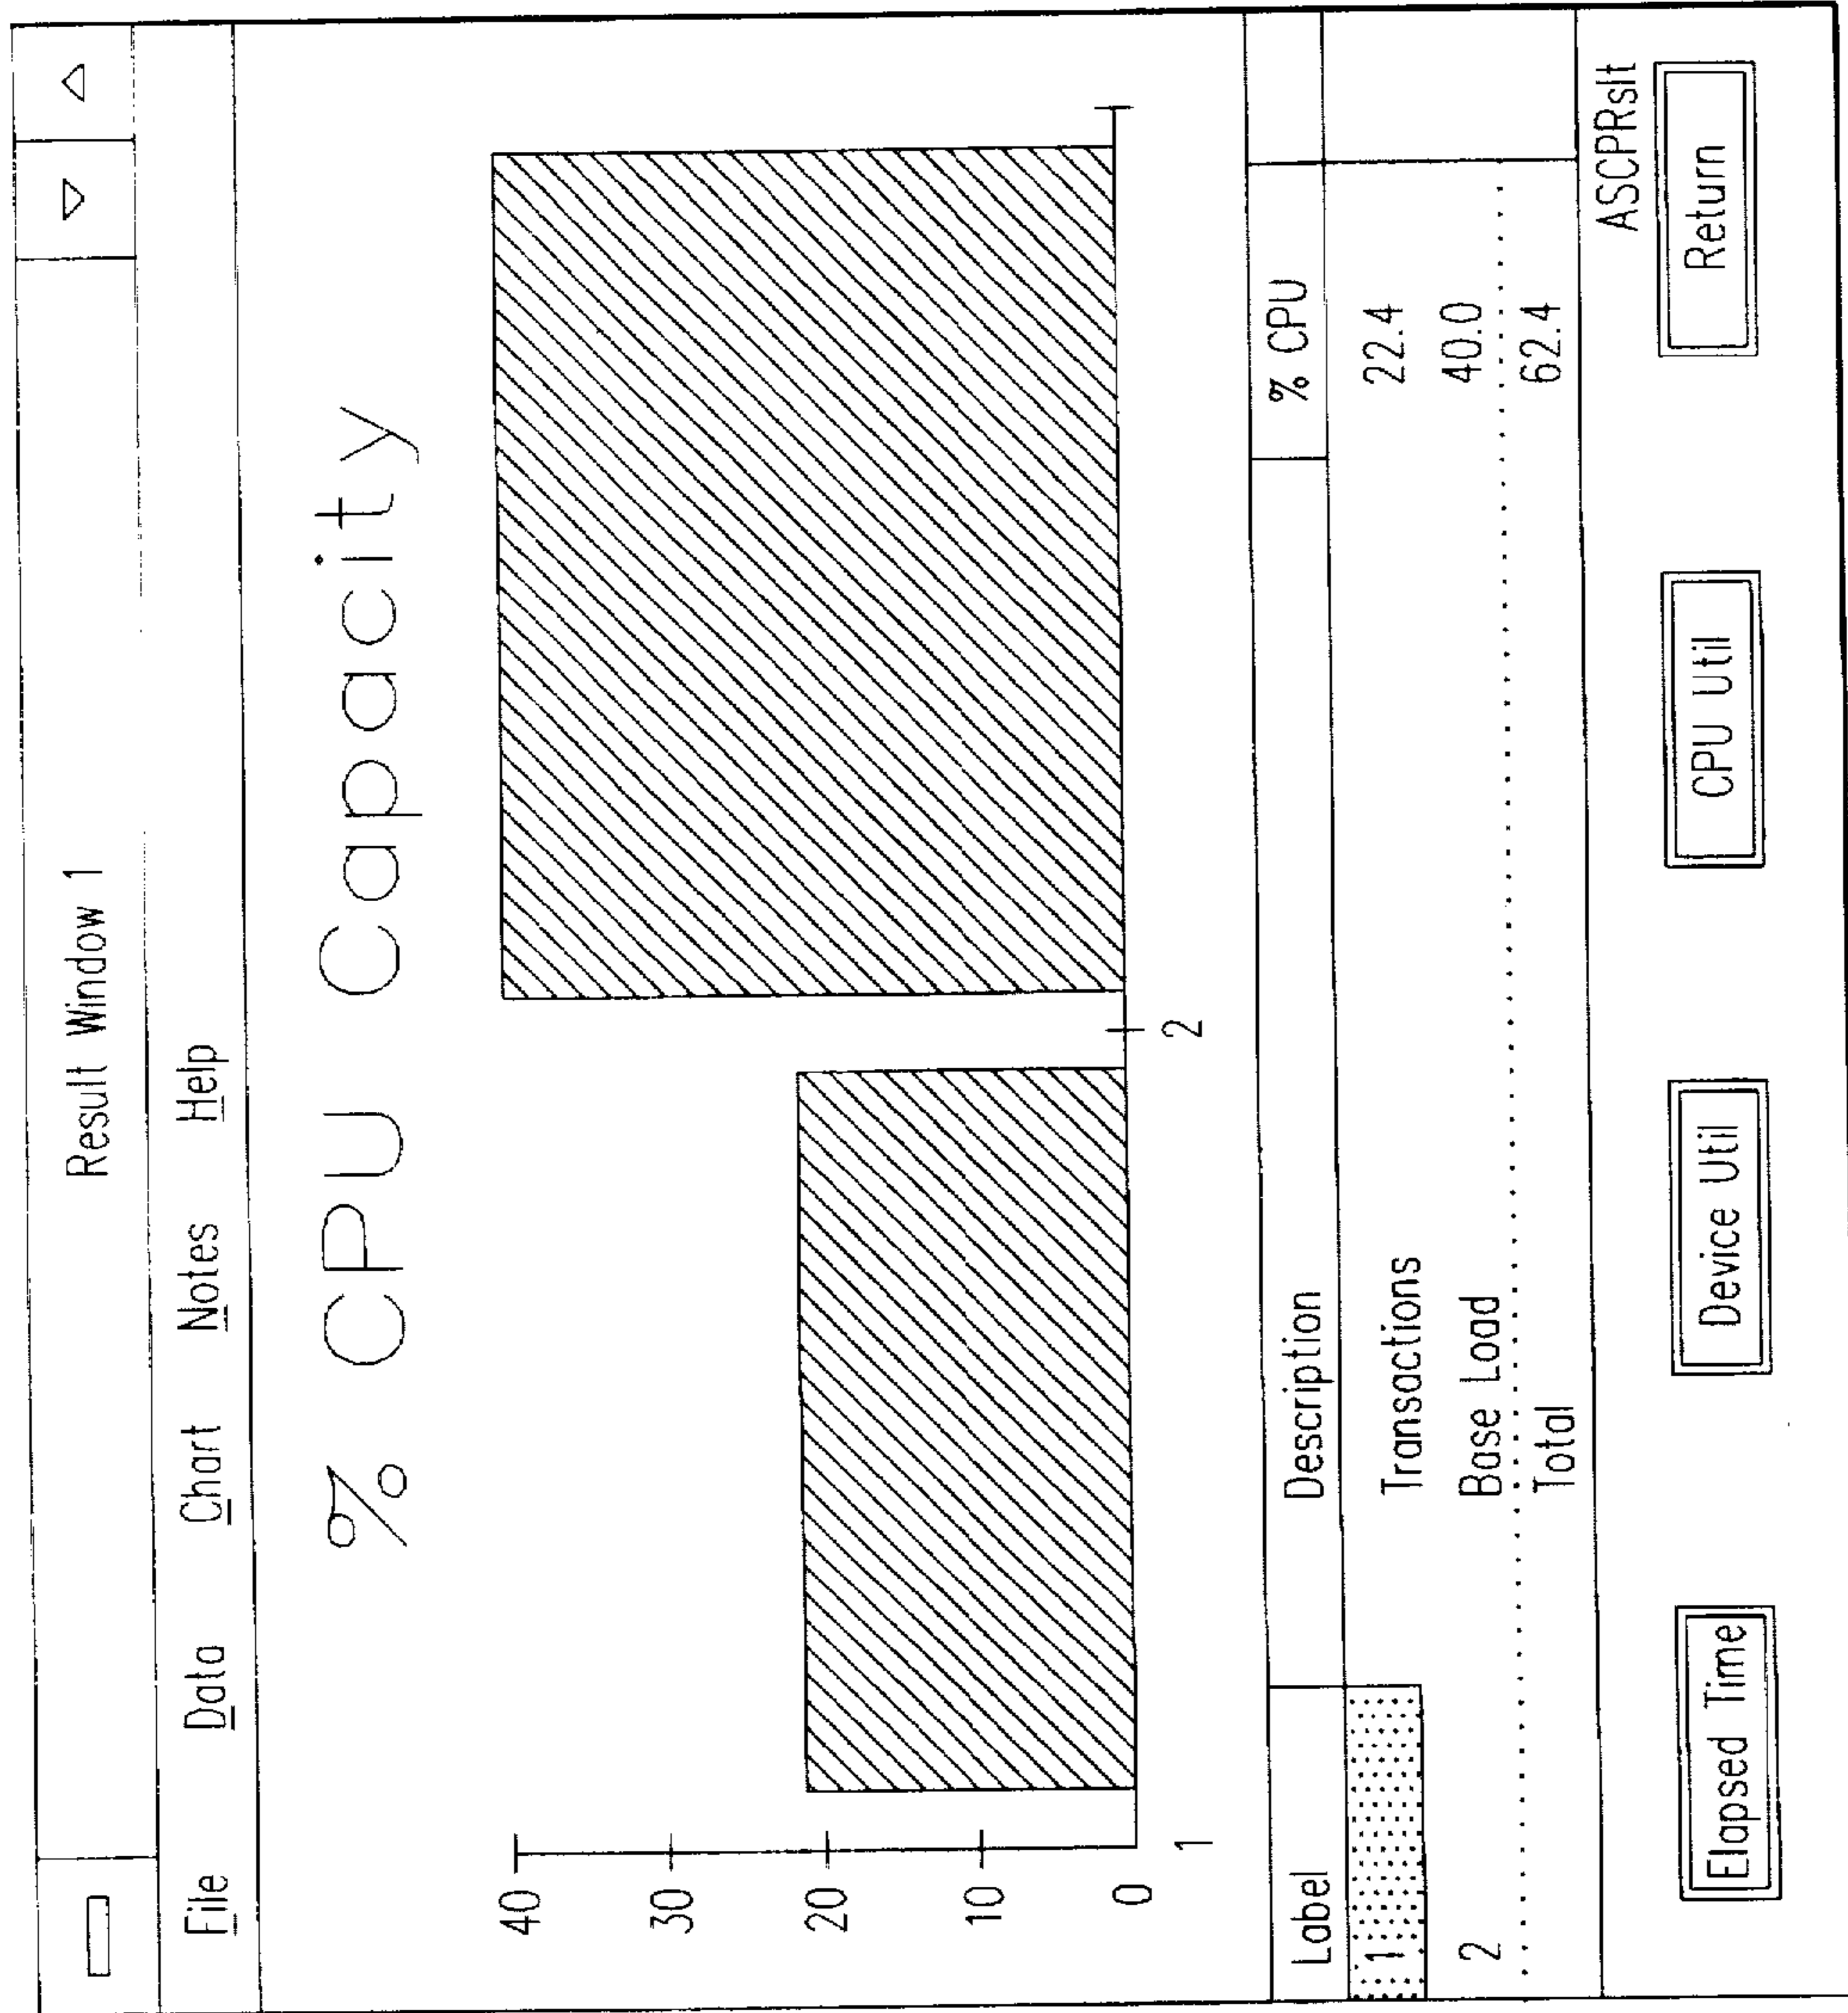 Result Window 1
File Data Chart Notes Help
% CPU Capacity
40
30
20
10
0
1 2
Label Description % CPU
1 Transactions 22.4
2 Base Load 40.0
Total 62.4
ASCPRslt
Elapsed Time Device Util CPU Util Return